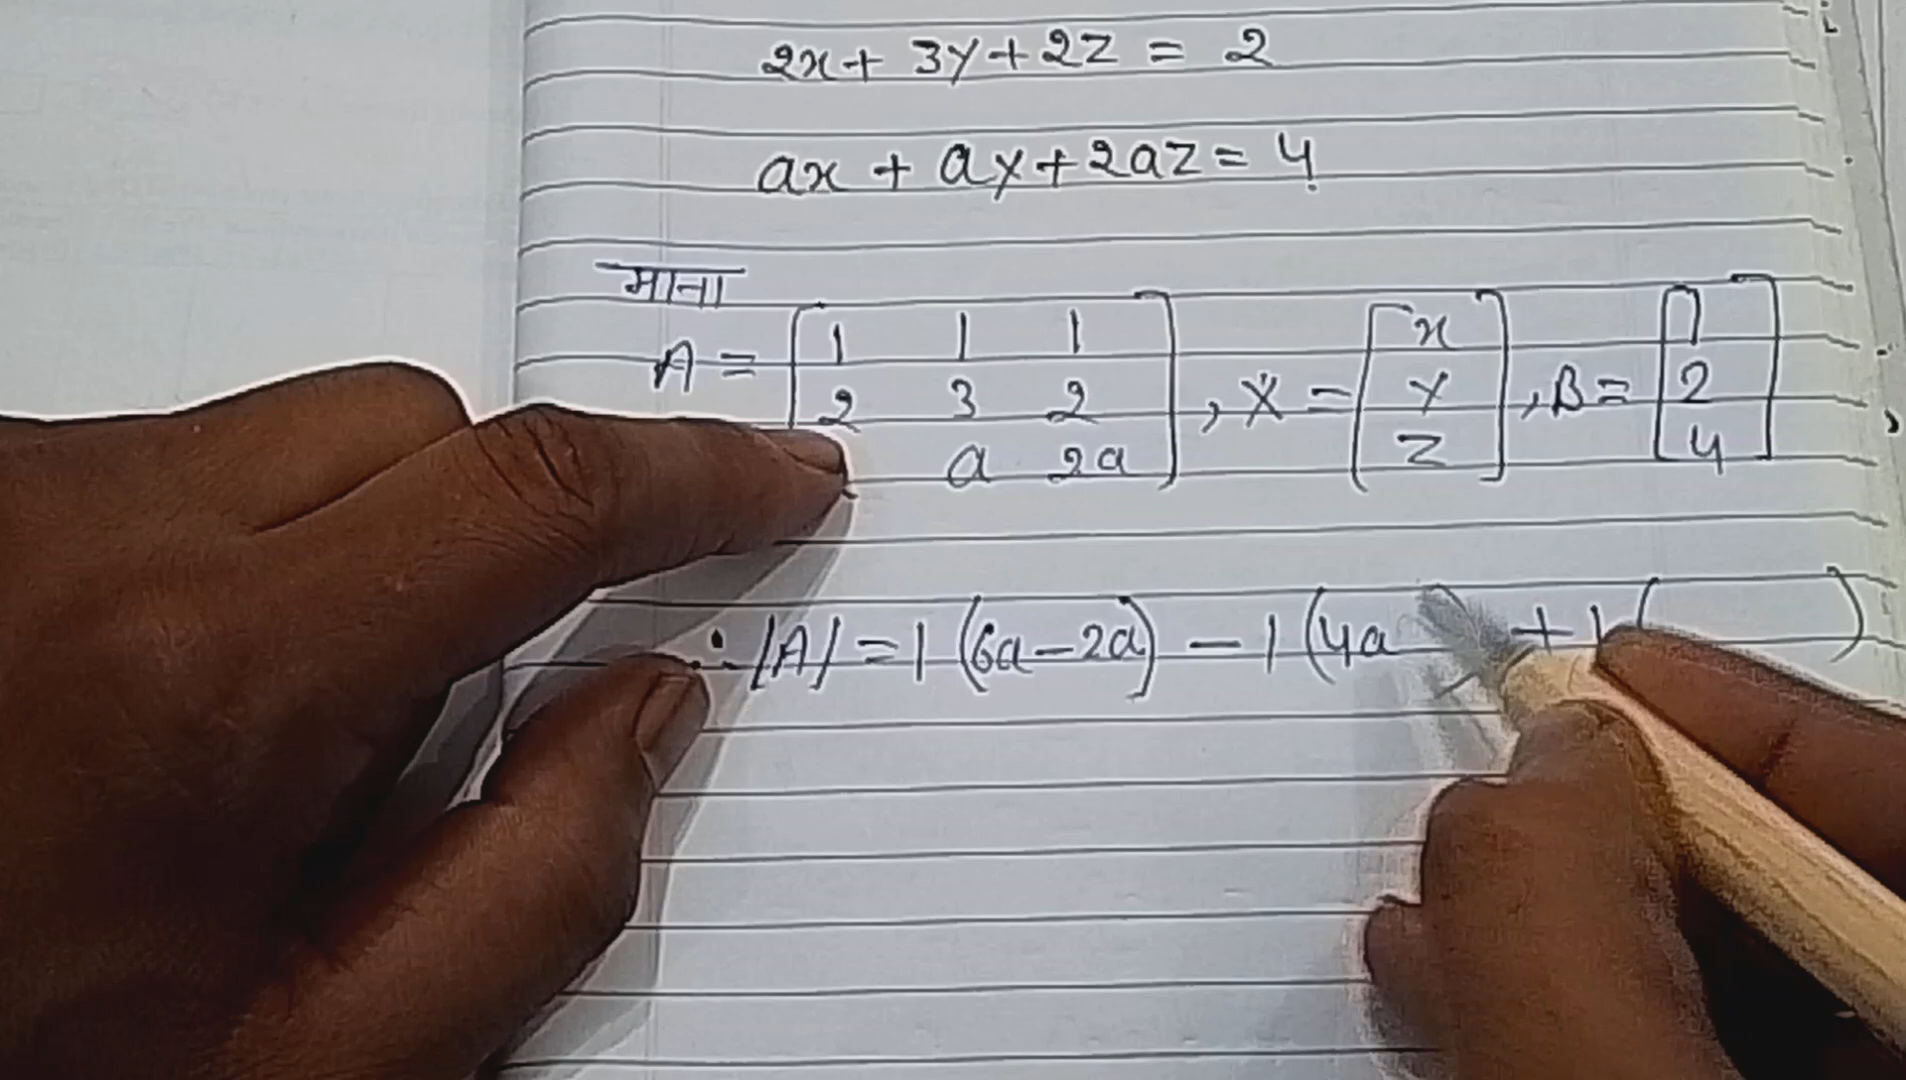 2x + 3y + 2z = 2
ax + ay + 2az = 4
माना
A = [1 1 1
2 3 2
a 2a], X = [x
y
z], B = [1
2
4]
∴ |A| = 1 (6a - 2a) - 1 (4a ) + 1 ( )